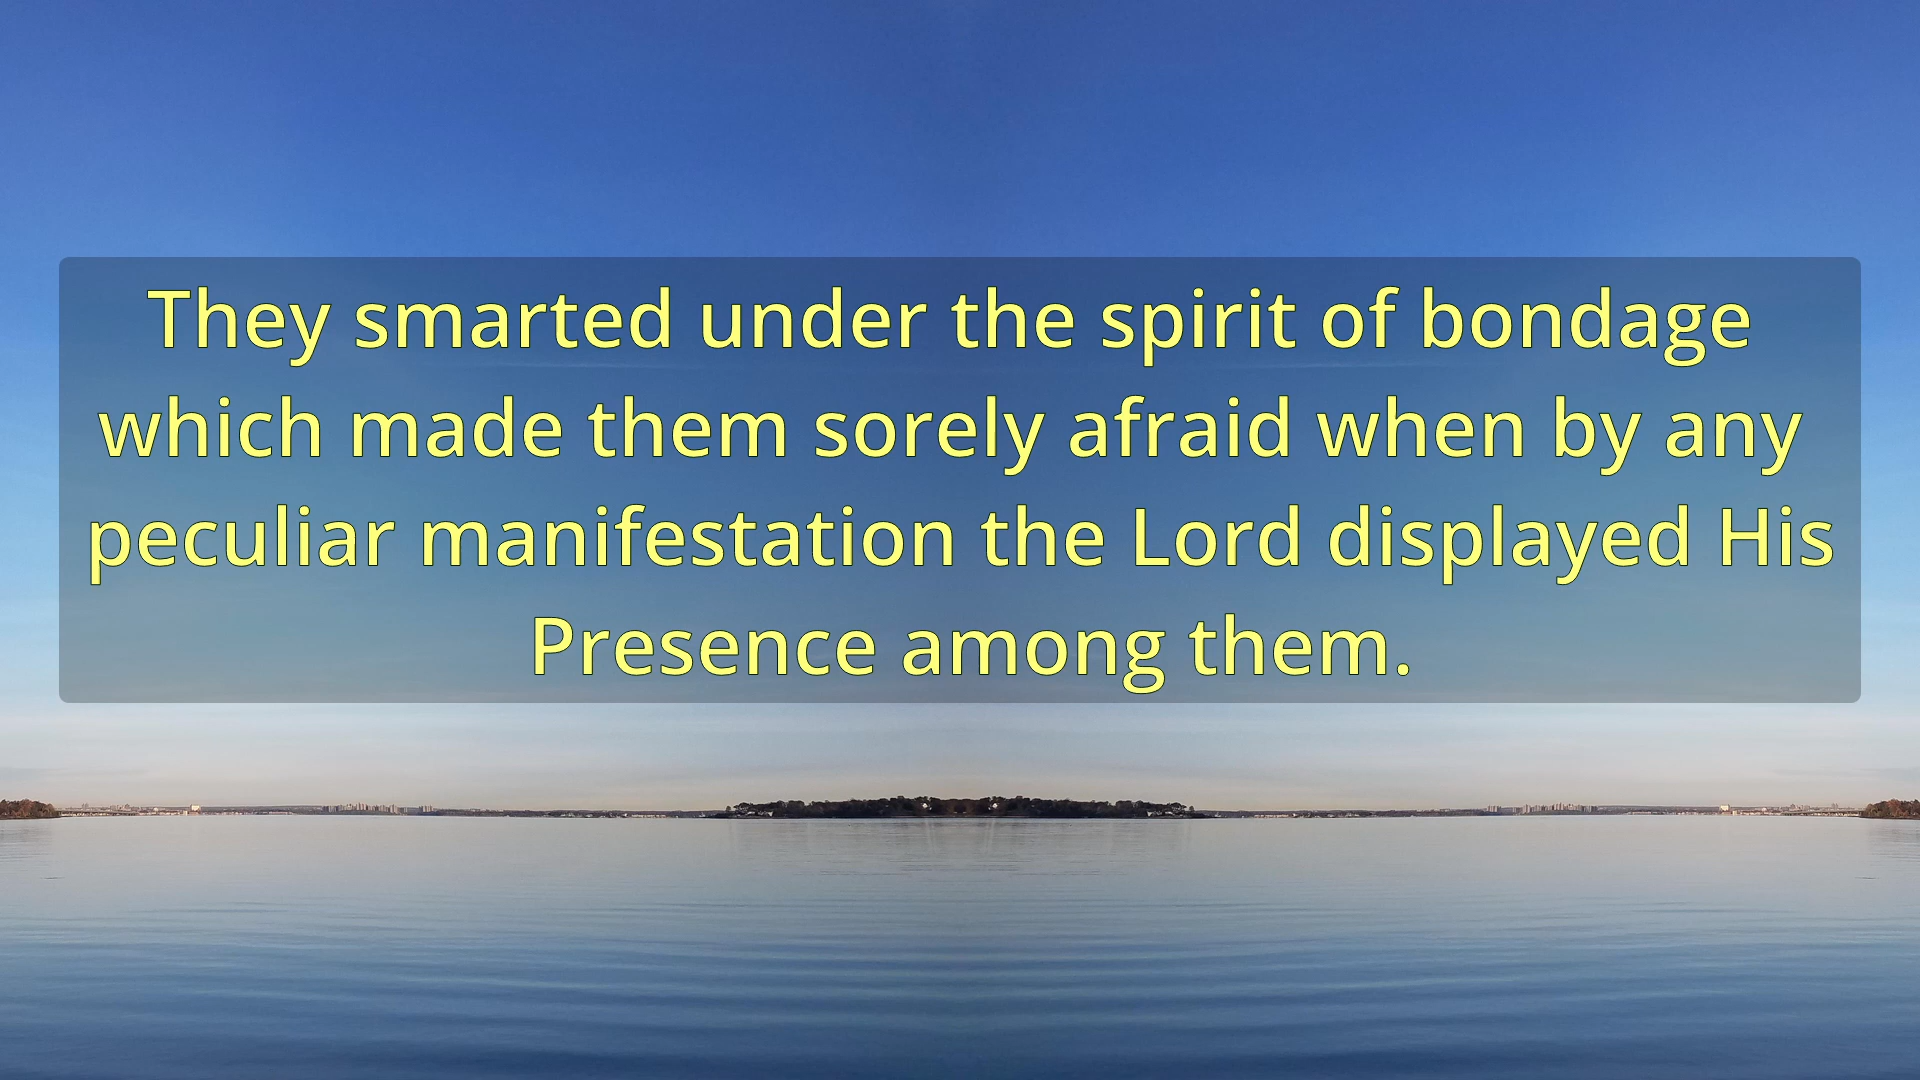 They smarted under the spirit of bondage
which made them sorely afraid when by any
peculiar manifestation the Lord displayed His
Presence among them.